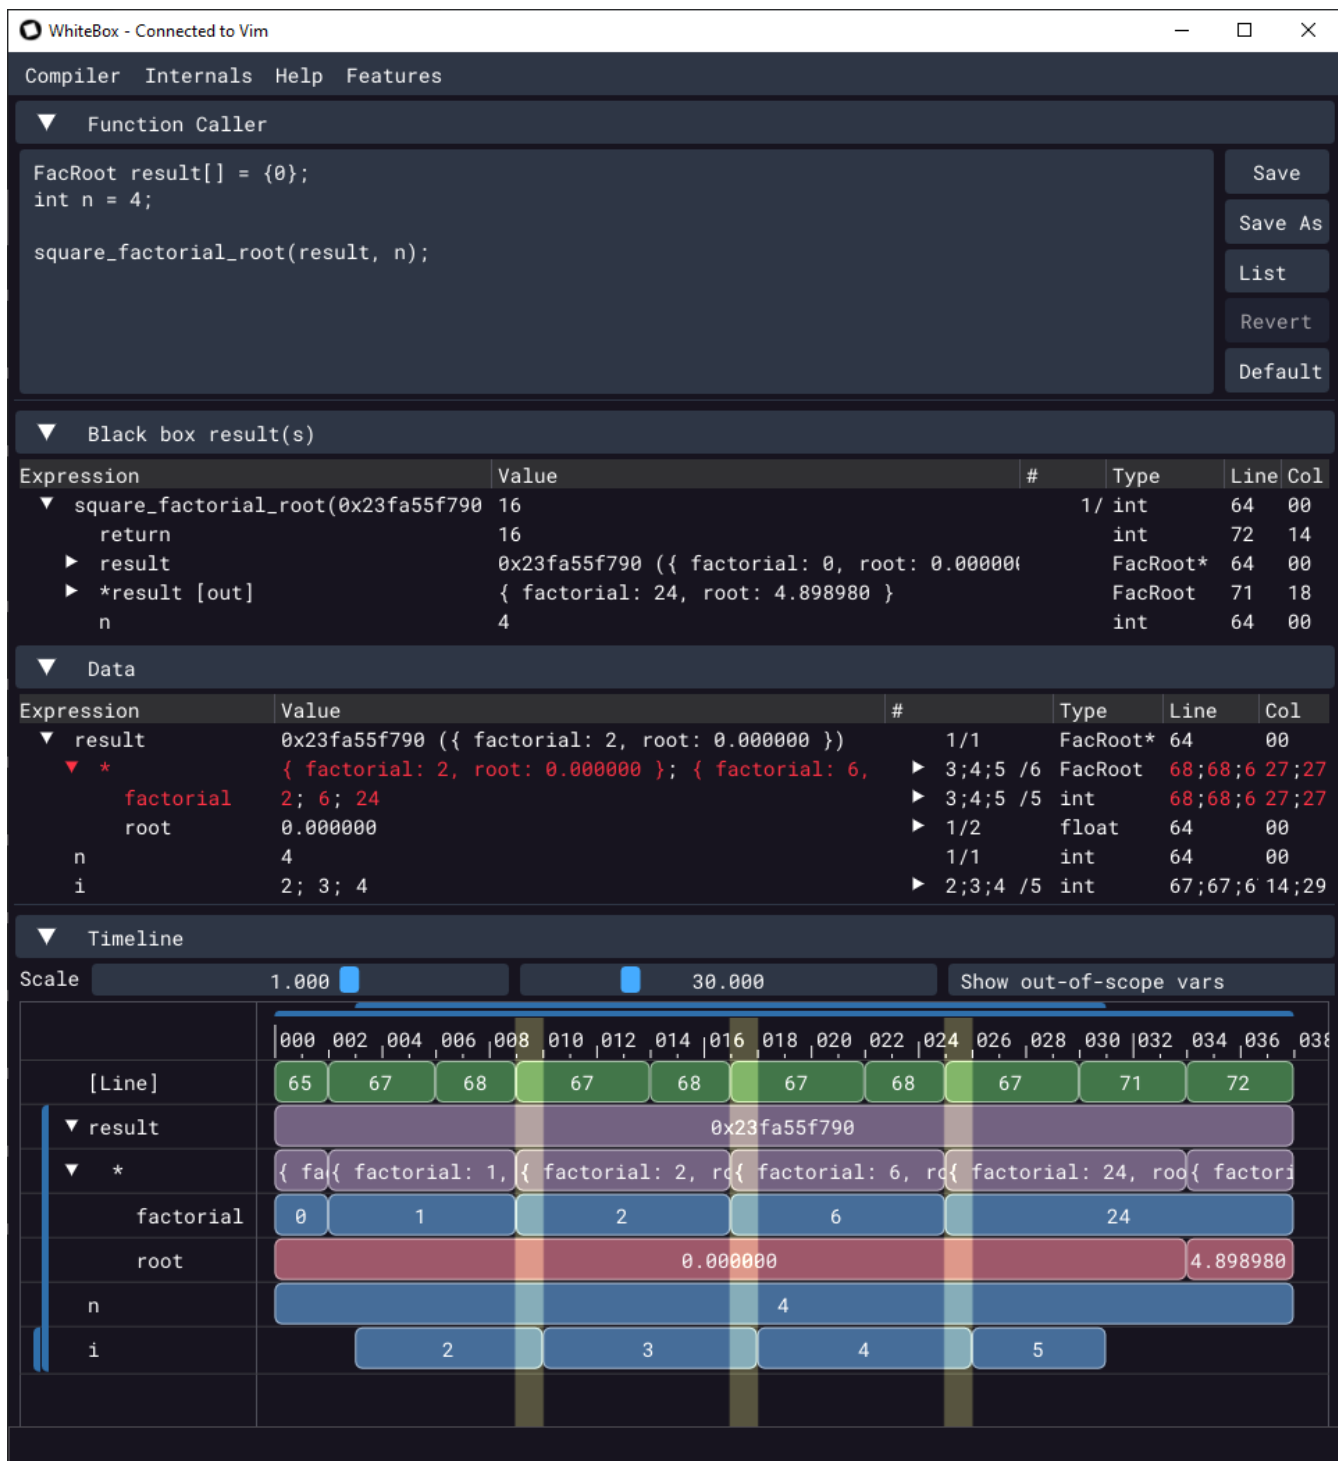 WhiteBox - Connected to Vim
Compiler Internals Help Features
Function Caller
FacRoot result[] = {0};
int n = 4;
square_factorial_root(result, n);
Save
Save As
List
Revert
Default
Black box result(s)
Expression Value # Type Line Col
square_factorial_root(0x23fa55f790 16 1/ int 64 00
return 16 int 72 14
result 0x23fa55f790 ({ factorial: 0, root: 0.00000 FacRoot* 64 00
*result [out] { factorial: 24, root: 4.898980 } FacRoot 71 18
n 4 int 64 00
Data
Expression Value # Type Line Col
result 0x23fa55f790 ({ factorial: 2, root: 0.000000 }) 1/1 FacRoot* 64 00
* { factorial: 2, root: 0.000000 }; { factorial: 6, 3;4;5 /6 FacRoot 68;68;6 27;27
factorial 2; 6; 24 3;4;5 /5 int 68;68;6 27;27
root 0.000000 1/2 float 64 00
n 4 1/1 int 64 00
i 2; 3; 4 2;3;4 /5 int 67;67;6 14;29
Timeline
Scale 1.000 30.000 Show out-of-scope vars
000 002 004 006 008 010 012 014 016 018 020 022 024 026 028 030 032 034 036 038
[Line] 65 67 68 67 68 67 68 67 71 72
result 0x23fa55f790
* { fa { factorial: 1, { factorial: 2, ro { factorial: 6, ro { factorial: 24, roo { factori
factorial 0 1 2 6 24
root 0.000000 4.898980
n 4
i 2 3 4 5